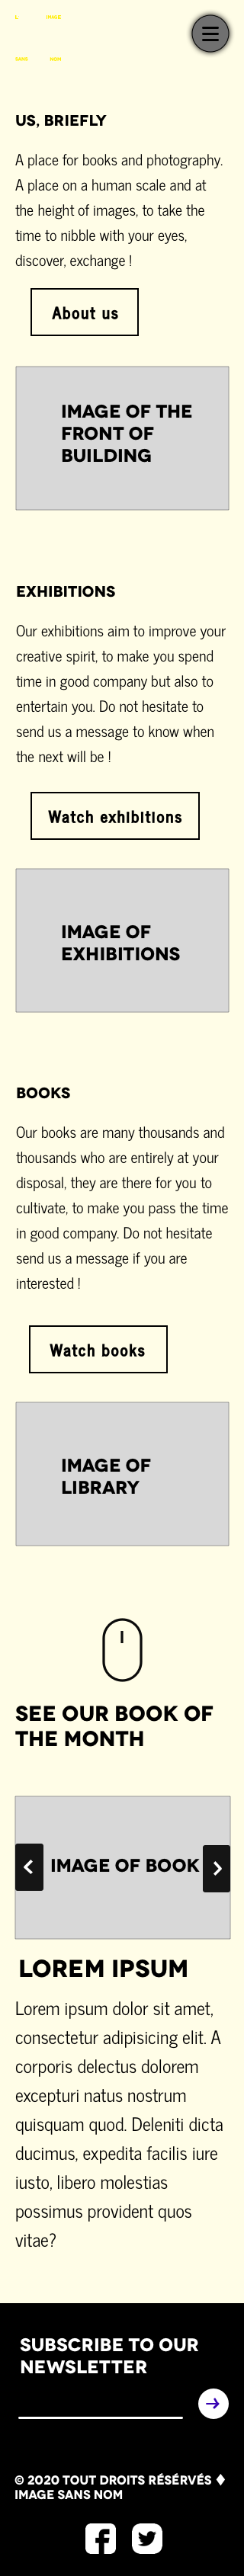 L' IMAGE
SANS NOM
US, BRIEFLY
A place for books and photography.
A place on a human scale and at
the height of images, to take the
time to nibble with your eyes,
discover, exchange !
About us
IMAGE OF THE
FRONT OF
BUILDING
EXHIBITIONS
Our exhibitions aim to improve your
creative spirit, to make you spend
time in good company but also to
entertain you. Do not hesitate to
send us a message to know when
the next will be !
Watch exhibitions
IMAGE OF
EXHIBITIONS
BOOKS
Our books are many thousands and
thousands who are entirely at your
disposal, they are there for you to
cultivate, to make you pass the time
in good company. Do not hesitate
send us a message if you are
interested !
Watch books
IMAGE OF
LIBRARY
SEE OUR BOOK OF
THE MONTH
IMAGE OF BOOK
LOREM IPSUM
Lorem ipsum dolor sit amet,
consectetur adipisicing elit. A
corporis delectus dolorem
excepturi natus nostrum
quisquam quod. Deleniti dicta
ducimus, expedita facilis iure
iusto, libero molestias
possimus provident quos
vitae?
SUBSCRIBE TO OUR
NEWSLETTER
© 2020 TOUT DROITS RÉSÉRVÉS ♦
IMAGE SANS NOM